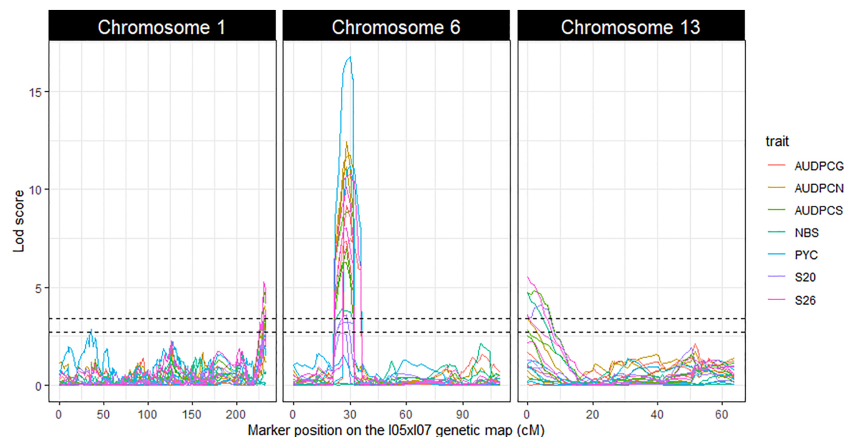 Chromosome 1
Chromosome 6
Chromosome 13
15
10
5
0
Lod score
0 50 100 150 200
0 30 60 90
0 20 40 60
Marker position on the I05xI07 genetic map (cM)
trait
AUDPCG
AUDPCN
AUDPCS
NBS
PYC
S20
S26